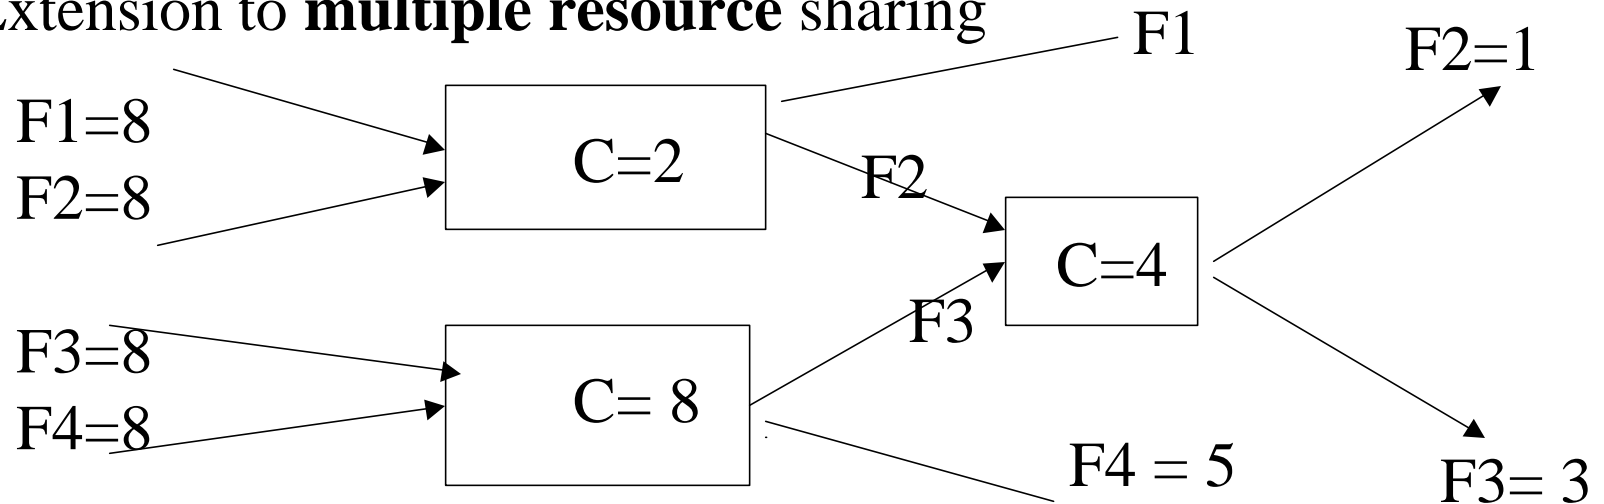 xtension to multiple resource sharing
F1
F2=1
F1=8
C=2
F2
F2=8
C=4
F3
F3=8
C= 8
F4=8
F4 = 5
F3= 3